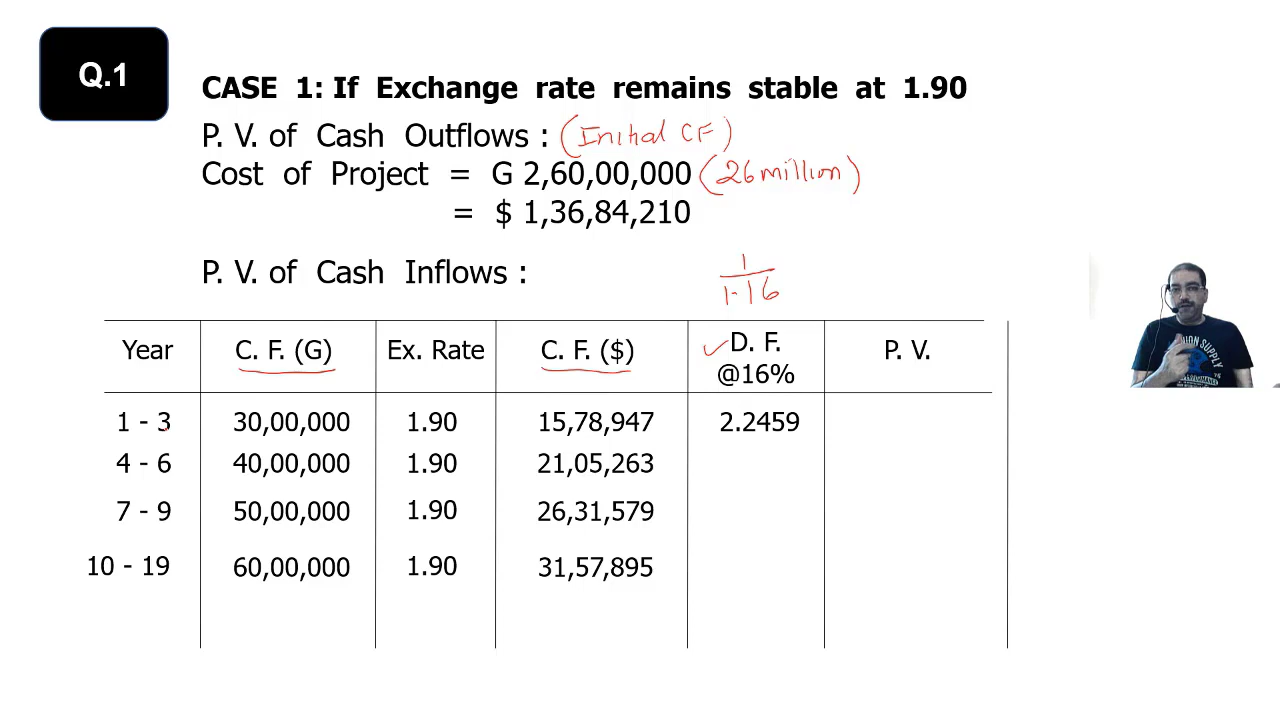 Q.1
CASE 1: If Exchange rate remains stable at 1.90
P. V. of Cash Outflows : (Initial CF)
Cost of Project = G 2,60,00,000 (26 million)
= $ 1,36,84,210
P. V. of Cash Inflows :
1
1.16
Year C. F. (G) Ex. Rate C. F. ($) D. F. @16% P. V.
1 - 3 30,00,000 1.90 15,78,947 2.2459
4 - 6 40,00,000 1.90 21,05,263
7 - 9 50,00,000 1.90 26,31,579
10 - 19 60,00,000 1.90 31,57,895